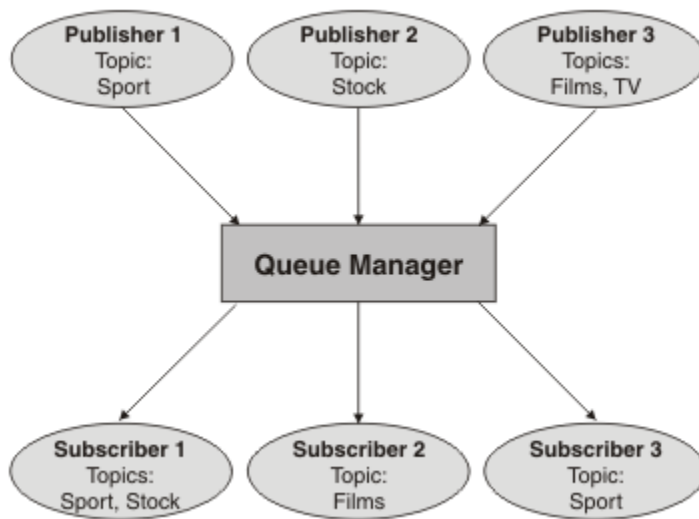 Publisher 1
Topic:
Sport
Publisher 2
Topic:
Stock
Publisher 3
Topics:
Films, TV
Queue Manager
Subscriber 1
Topics:
Sport, Stock
Subscriber 2
Topic:
Films
Subscriber 3
Topic:
Sport